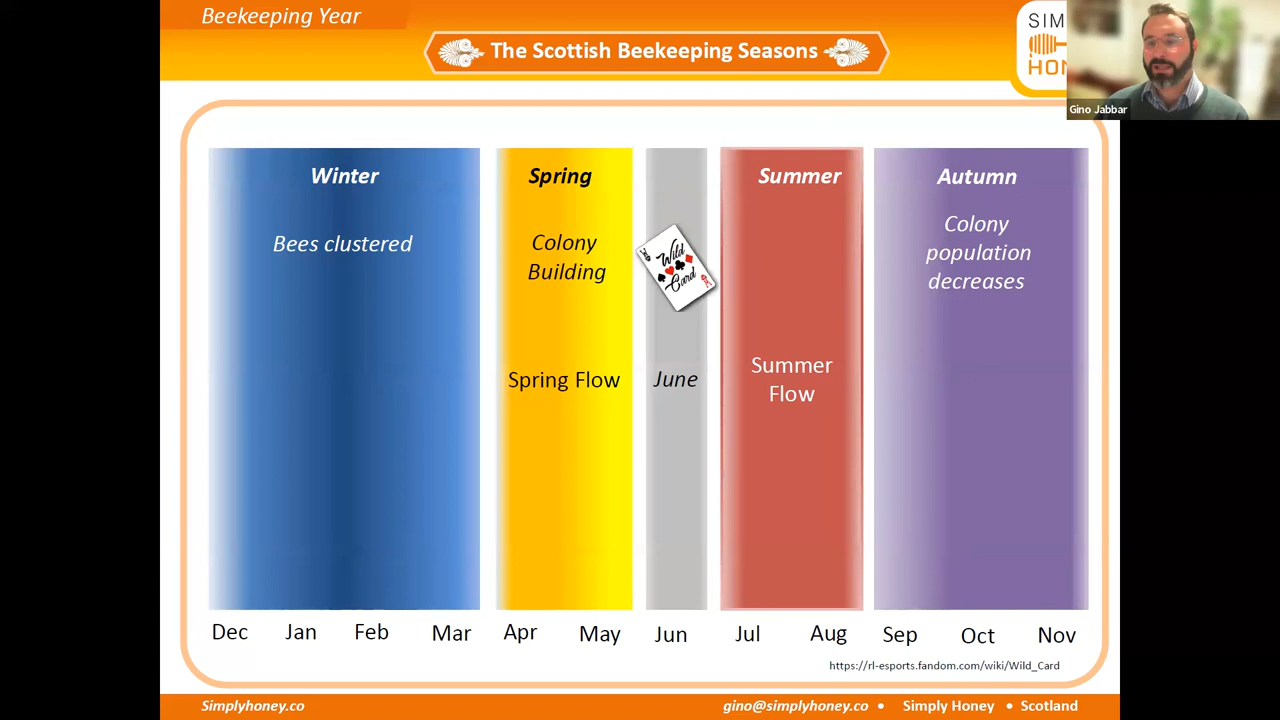 Beekeeping Year
The Scottish Beekeeping Seasons
SIM
HON
Gino Jabbar
Winter
Bees clustered
Spring
Colony
Building
Spring Flow
Wild
Card
June
Summer
Summer
Flow
Autumn
Colony
population
decreases
Dec Jan Feb Mar Apr May Jun Jul Aug Sep Oct Nov
https://rl-esports.fandom.com/wiki/Wild_Card
Simplyhoney.co
gino@simplyhoney.co • Simply Honey • Scotland